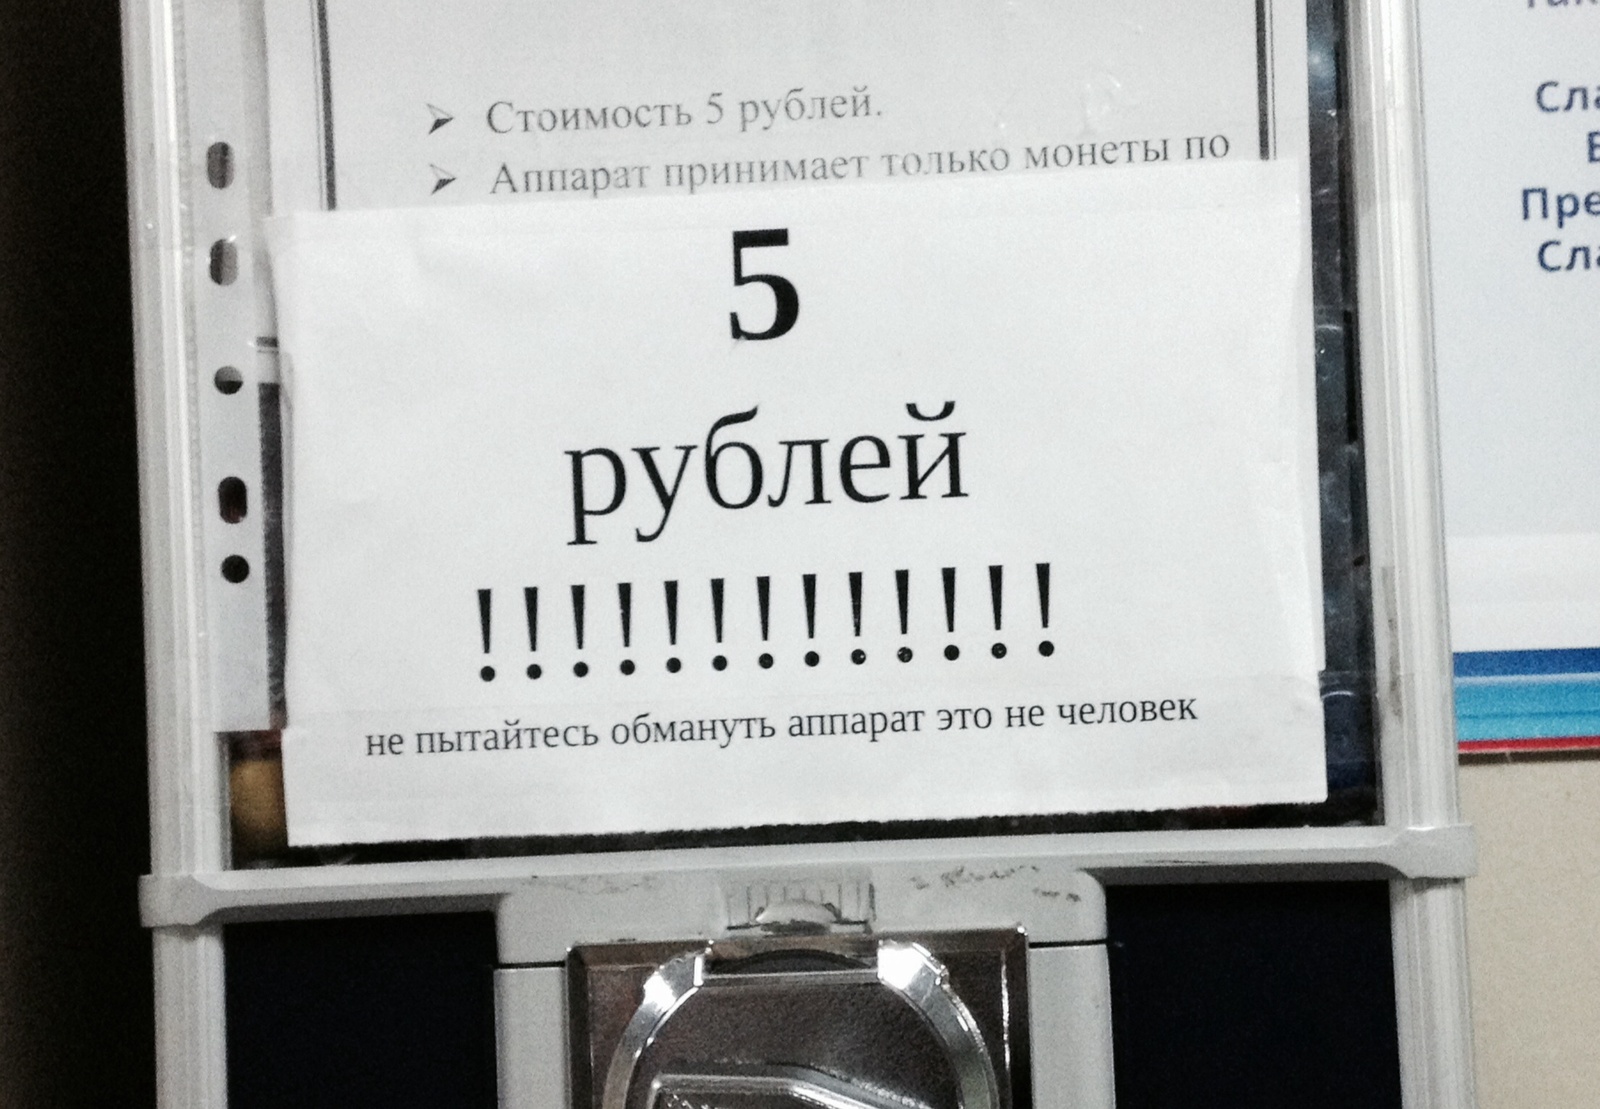 ➢ Стоимость 5 рублей.
➢ Аппарат принимает только монеты по
5
рублей
!!!!!!!!!!!!!
не пытайтесь обмануть аппарат это не человек